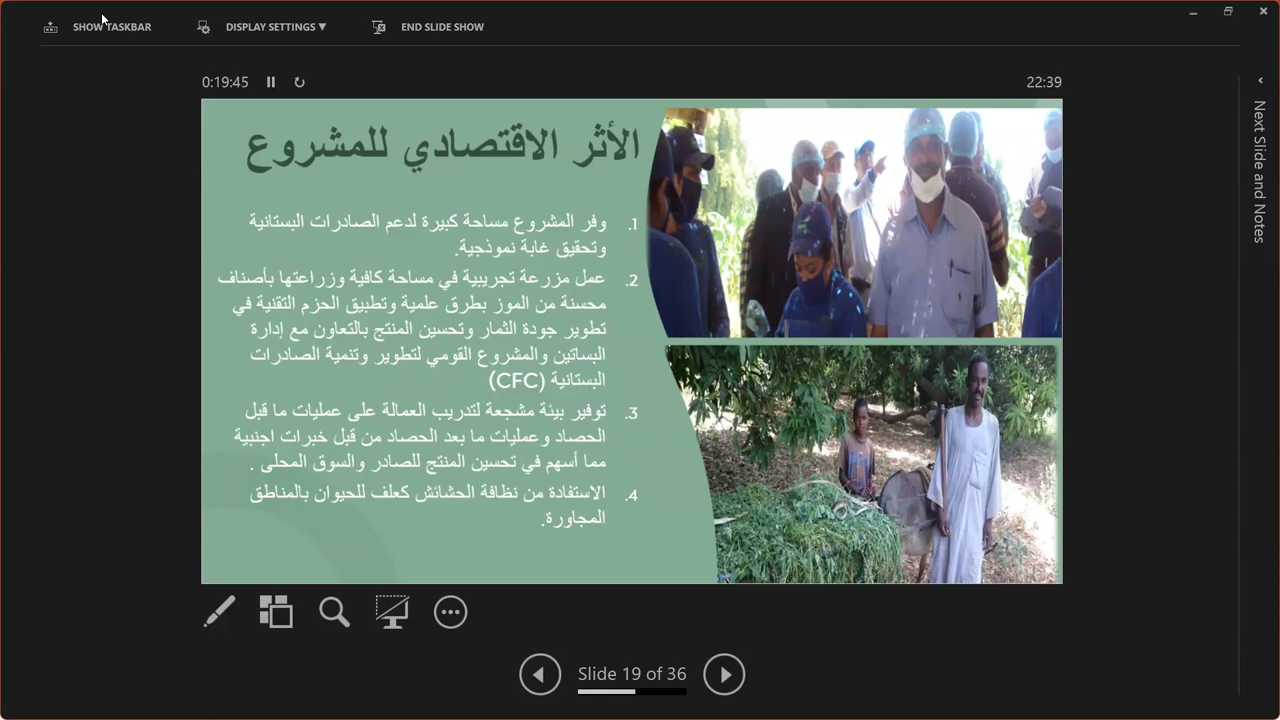 SHOW TASKBAR
DISPLAY SETTINGS ▼
END SLIDE SHOW
0:19:45
22:39
Next Slide and Notes
الأثر الاقتصادي للمشروع
1. وفر المشروع مساحة كبيرة لدعم الصادرات البستانية
وتحقيق غابة نموذجية.
2. عمل مزرعة تجريبية في مساحة كافية وزراعتها بأصناف
محسنة من الموز بطرق علمية وتطبيق الحزم التقنية في
تطوير جودة الثمار وتحسين المنتج بالتعاون مع إدارة
البساتين والمشروع القومي لتطوير وتنمية الصادرات
البستانية (CFC)
3. توفير بيئة مشجعة لتدريب العمالة على عمليات ما قبل
الحصاد وعمليات ما بعد الحصاد من قبل خبرات اجنبية
مما أسهم في تحسين المنتج للصادر والسوق المحلى .
4. الاستفادة من نظافة الحشائش كعلف للحيوان بالمناطق
المجاورة.
Slide 19 of 36